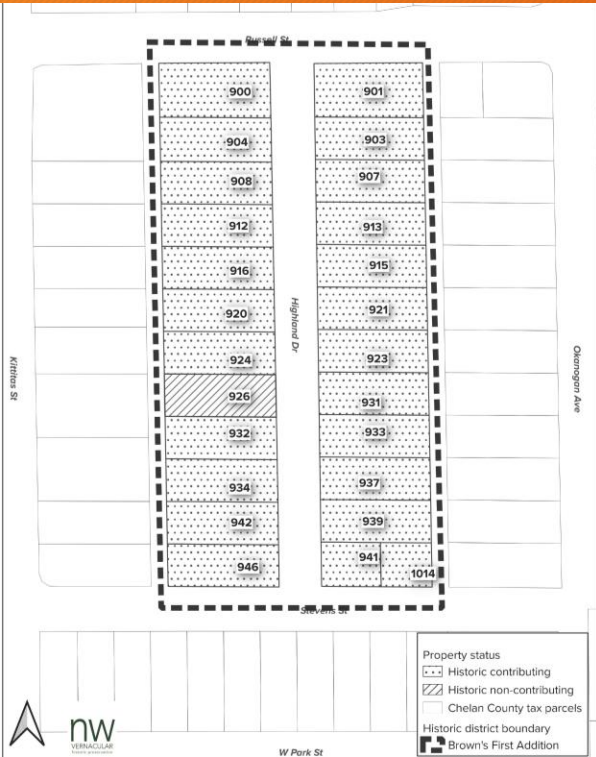 Russell St
900
901
904
903
908
907
912
913
916
915
920
921
Highland Dr
924
923
Kittitas St
Okanogan Ave
926
931
932
933
934
937
942
939
946
941
1014
Stevens St
Property status
Historic contributing
Historic non-contributing
Chelan County tax parcels
Historic district boundary
Brown's First Addition
nw
VERNACULAR
historic preservation
W Park St